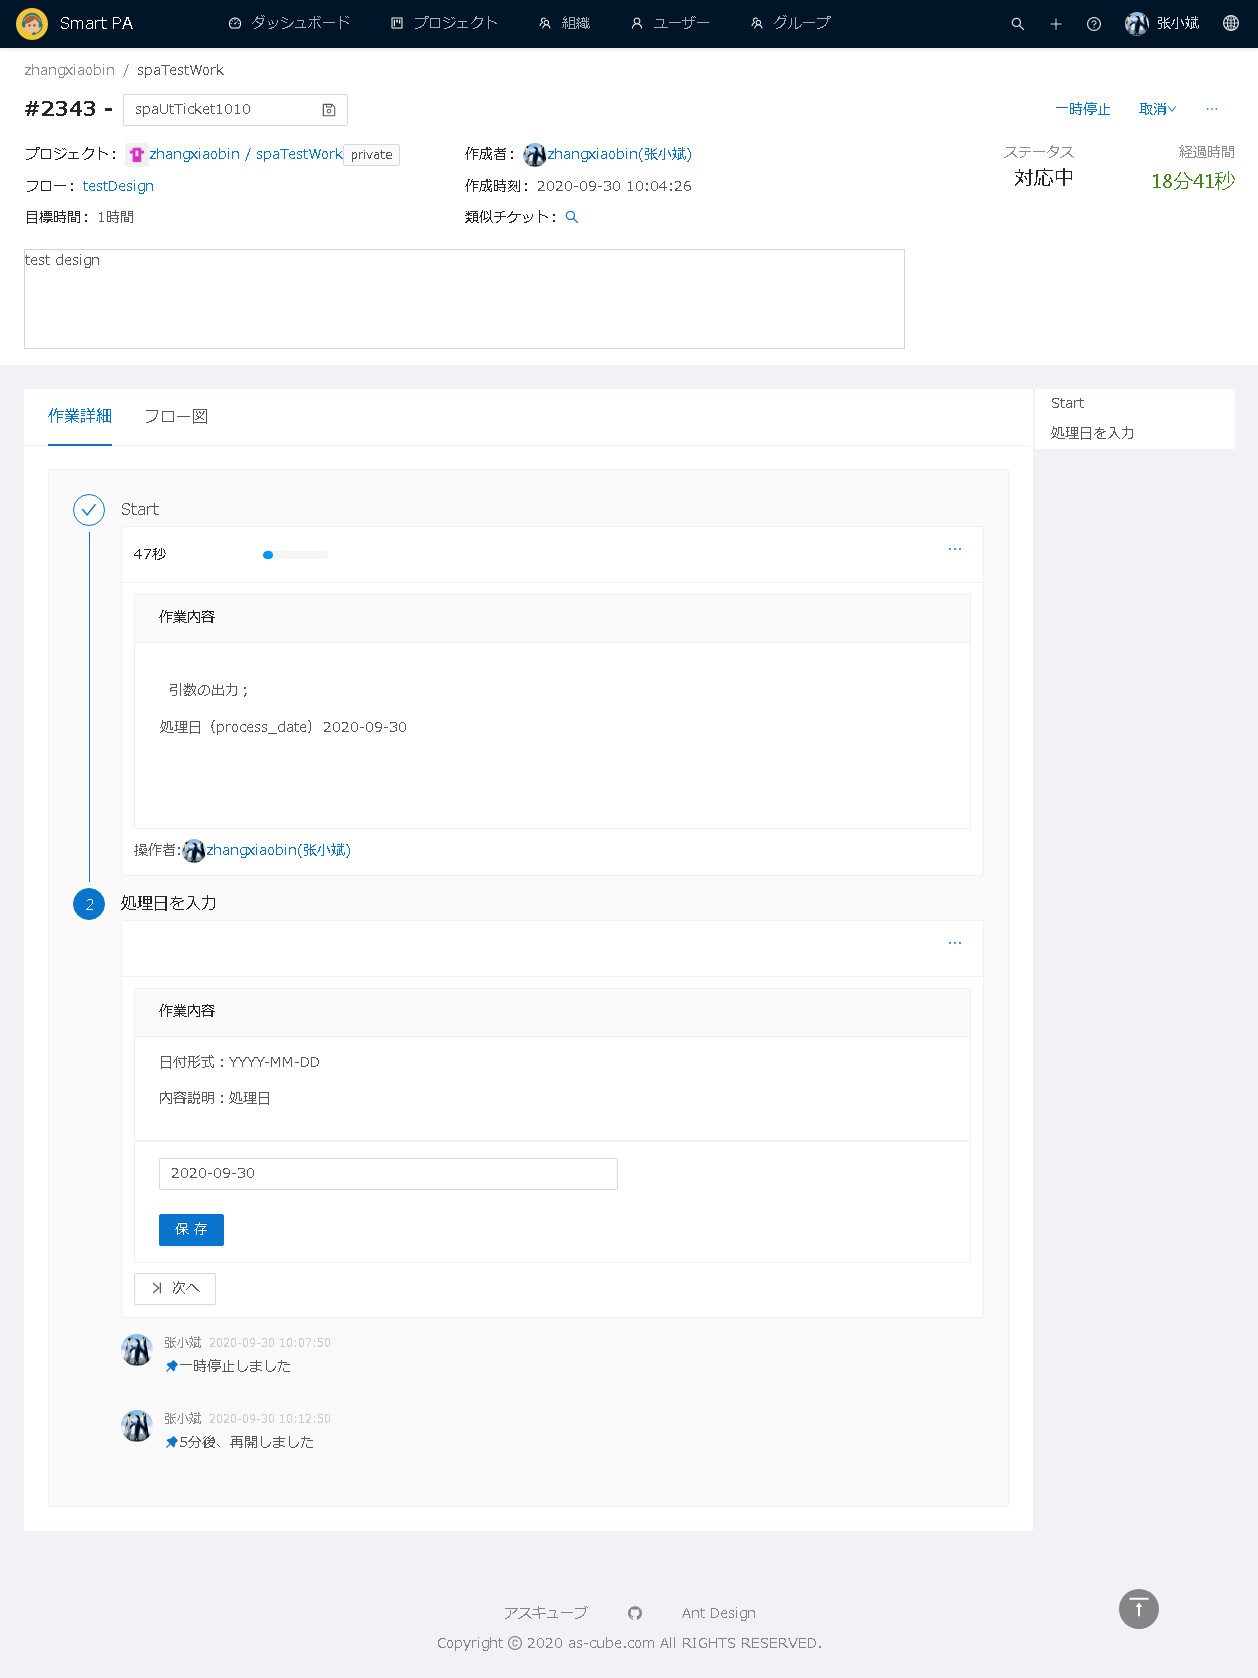 Smart PA ダッシュボード プロジェクト 組織 ユーザー グループ 张小斌
zhangxiaobin / spaTestWork
#2343 - spaUtTicket1010 一時停止 取消 ...
プロジェクト： zhangxiaobin / spaTestWork private 作成者： zhangxiaobin(张小斌) ステータス 経過時間
対応中 18分41秒
フロー： testDesign 作成時刻： 2020-09-30 10:04:26
目標時間： 1時間 類似チケット：
test design
作業詳細 フロー図
Start
処理日を入力
Start
47秒 ...
作業内容
引数の出力；
処理日（process_date）2020-09-30
操作者:zhangxiaobin(张小斌)
2 処理日を入力
...
作業内容
日付形式：YYYY-MM-DD
内容説明：処理日
2020-09-30
保 存
次へ
张小斌 2020-09-30 10:07:50
一時停止しました
张小斌 2020-09-30 10:12:50
5分後、再開しました
アスキューブ Ant Design
Copyright © 2020 as-cube.com All RIGHTS RESERVED.